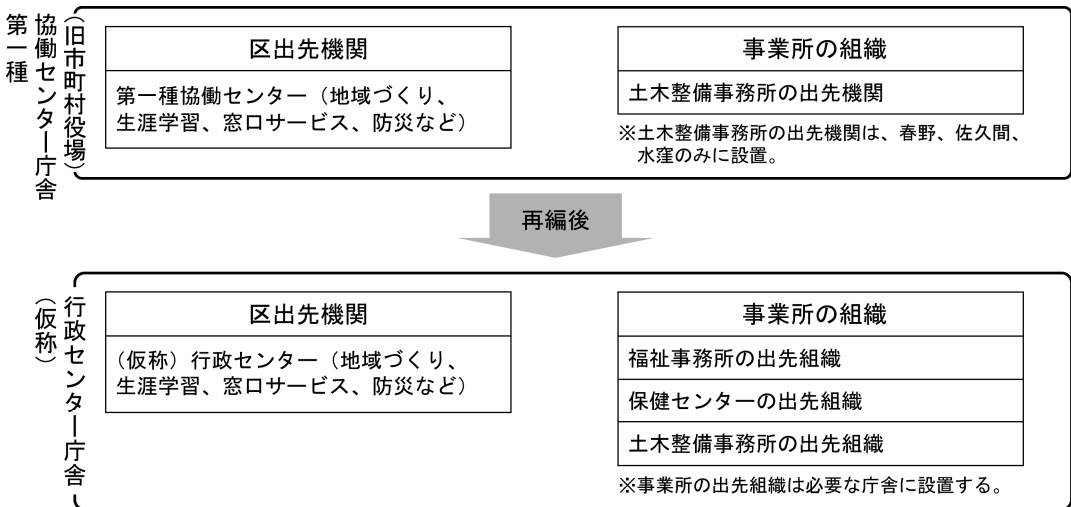 第一種
協働センター庁舎
（旧市町村役場）
区出先機関
第一種協働センター（地域づくり、
生涯学習、窓口サービス、防災など）
事業所の組織
土木整備事務所の出先機関
※土木整備事務所の出先機関は、春野、佐久間、
水窪のみに設置。
再編後
（仮称）
行政センター庁舎
区出先機関
（仮称）行政センター（地域づくり、
生涯学習、窓口サービス、防災など）
事業所の組織
福祉事務所の出先組織
保健センターの出先組織
土木整備事務所の出先組織
※事業所の出先組織は必要な庁舎に設置する。